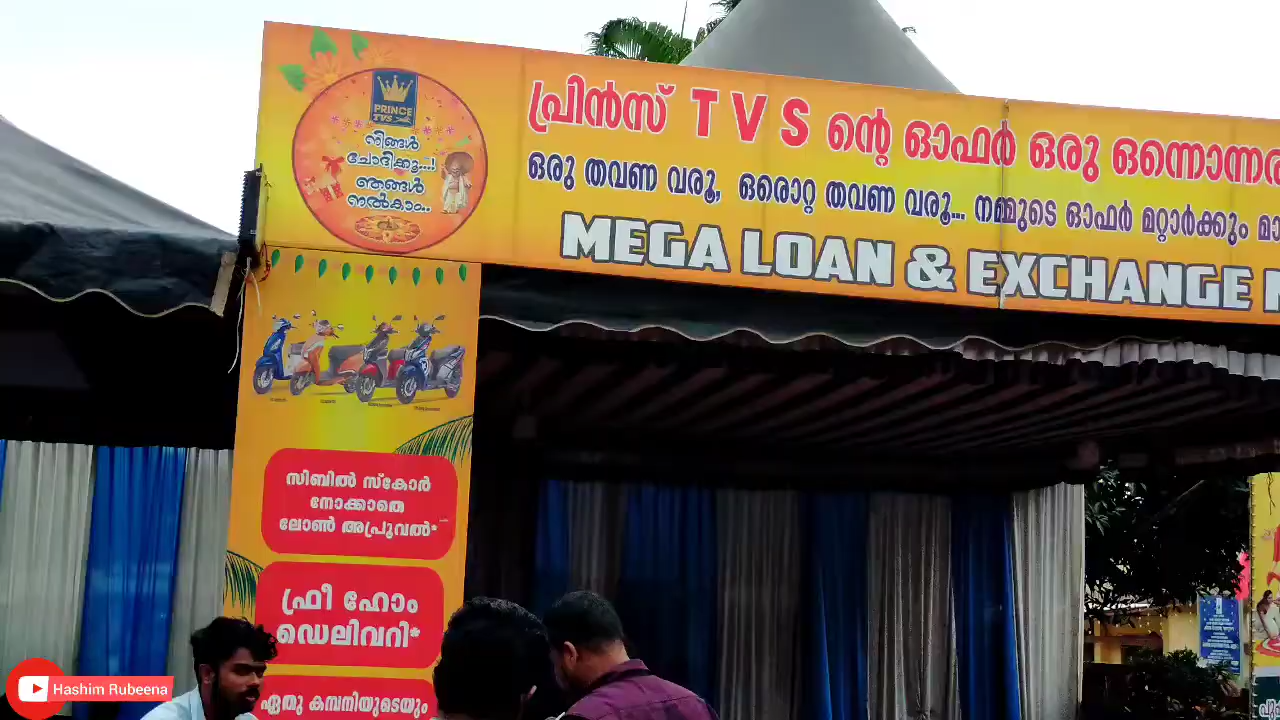 PRINCE
TVS
നിങ്ങൾ
ചോദിക്കൂ....!
ഞങ്ങൾ
നൽകാം..
പ്രിൻസ് TVS ന്റെ ഓഫർ ഒരു ഒന്നൊന്നര
ഒരു തവണ വരൂ, ഒരൊറ്റ തവണ വരൂ... നമ്മുടെ ഓഫർ മറ്റാർക്കും
MEGA LOAN & EXCHANGE
സിബിൽ സ്കോർ
നോക്കാതെ
ലോൺ അപ്രൂവൽ*
ഫ്രീ ഹോം
ഡെലിവറി*
ഏതു കമ്പനിയുടെയും
Hashim Rubeena